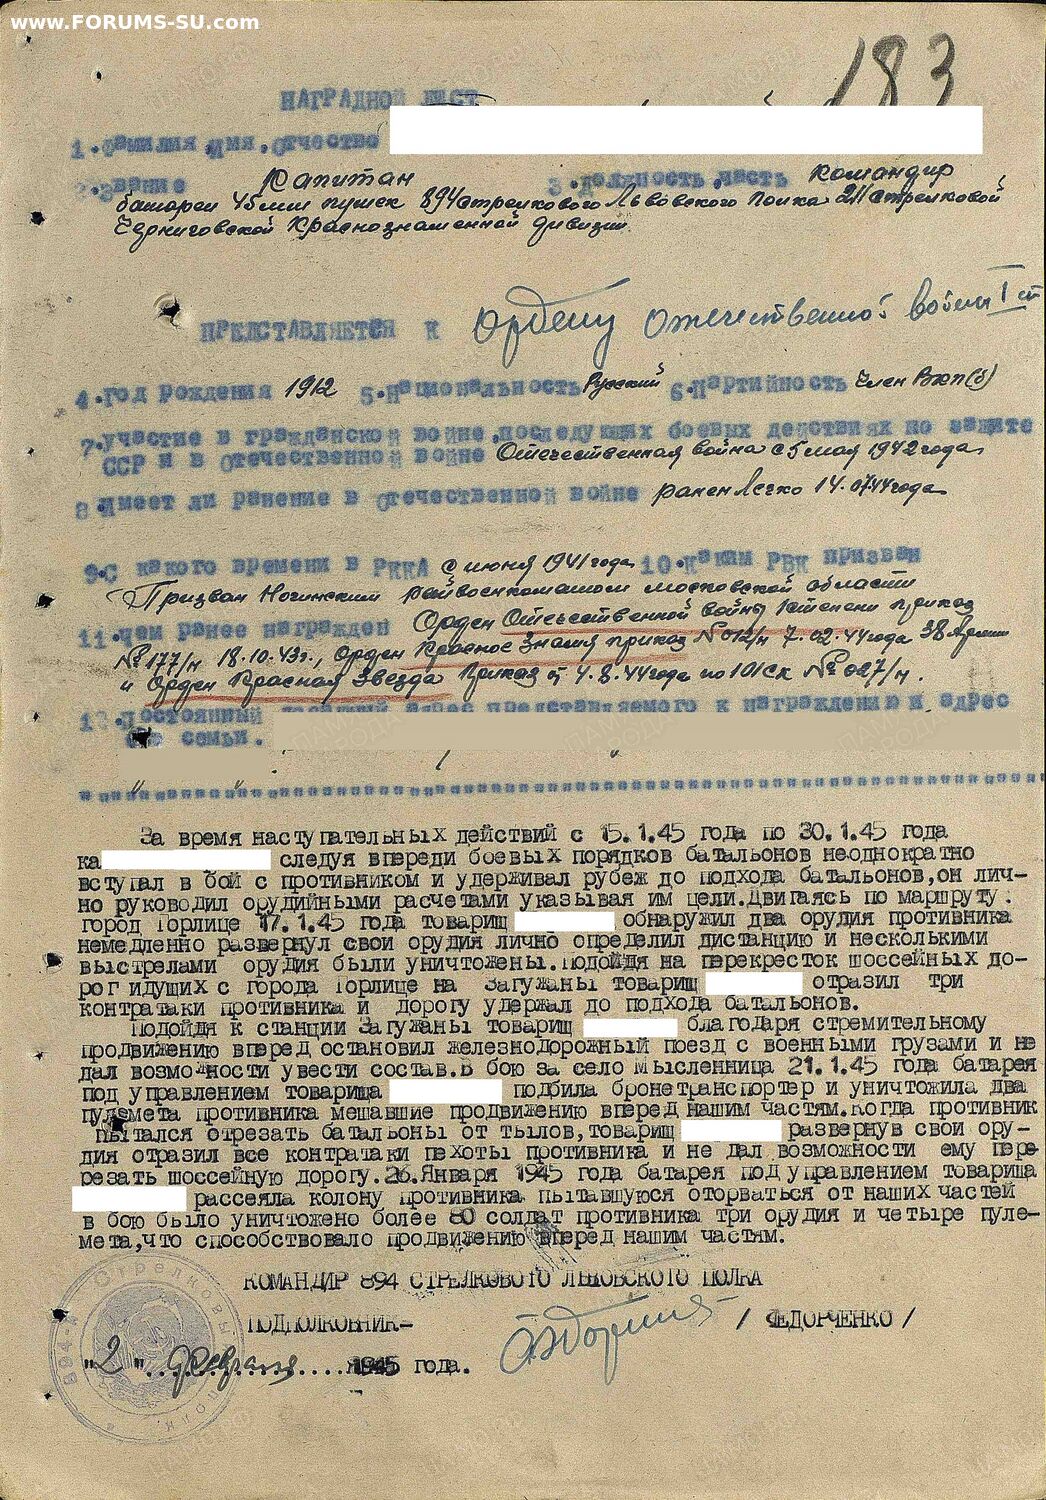 www.FORUMS-SU.com
183
НАГРАДНОЙ ЛИСТ
1.Фамилия,Имя,Отчество
2.Звание Капитан 3.Должность,часть Командир
батареи 45мм пушек 894 стрелкового Львовского полка 211 стрелковой
Черниговской Краснознаменной дивизии.
ПРЕДСТАВЛЯЕТСЯ К Ордену Отечественной войны I ст
4.Год рождения 1912 5.Национальность Русский 6.Партийность Член ВКП(б)
7.участие в гражданской войне,последующих боевых действиях по защите
СССР и в Отечественной войне Отечественная война с 5 мая 1942 года
8.Имеет ли ранение в Отечественной войне ранен легко 14.07.44 года
9.С какого времени в РККА с июня 1941 года 10.Каким РВК призван
Призван Ногинским райвоенкоматом Московской области
11.Чем ранее награжден Орден Отечественной войны 1 степени приказ
№ 177/н 18.10.43г., Орден Красное Знамя приказ № 012/н 7.02.44 года 38 Армии
и Орден Красная Звезда Приказ от 4.8.44 года по 101 СК № 027/н.
12.Постоянный домашний адрес представляемого к награждению и адрес
его семьи.
За время наступательных действий с 15.1.45 года по 30.1.45 года
ка следуя впереди боевых порядков батальонов неоднократно
вступал в бой с противником и удерживал рубеж до подхода батальонов,он лич-
но руководил орудийными расчетами указывая им цели.Двигаясь по маршруту:
город Горлице 17.1.45 года товарищ обнаружил два орудия противника
немедленно развернул свои орудия лично определил дистанцию и несколькими
выстрелами орудия были уничтожены.Подойдя на перекресток шоссейных до-
рог идущих с города Горлице на Загужаны товарищ отразил три
контратаки противника и дорогу удержал до подхода батальонов.
Подойдя к станции Загужаны товарищ благодаря стремительному
продвижению вперед остановил железнодорожный поезд с военными грузами и не
дал возможности увести состав.В бою за село Мысленница 21.1.45 года батарея
под управлением товарища подбила бронетранспортер и уничтожила два
пулемета противника мешавшие продвижению вперед нашим частям.Когда противник
пытался отрезать батальоны от тылов,товарищ развернув свои ору-
дия отразил все контратаки пехоты противника и не дал возможности ему пере-
резать шоссейную дорогу.26.Января 1945 года батарея под управлением товарища
рассеяла колону противника пытавшуюся оторваться от наших частей
в бою было уничтожено более 80 солдат противника три орудия и четыре пуле-
мета,что способствовало продвижению вперед нашим частям.
КОМАНДИР 894 СТРЕЛКОВОГО ЛЬВОВСКОГО ПОЛКА
ПОДПОЛКОВНИК- / ФЕДОРЧЕНКО /
"2" февраля 1945 года.